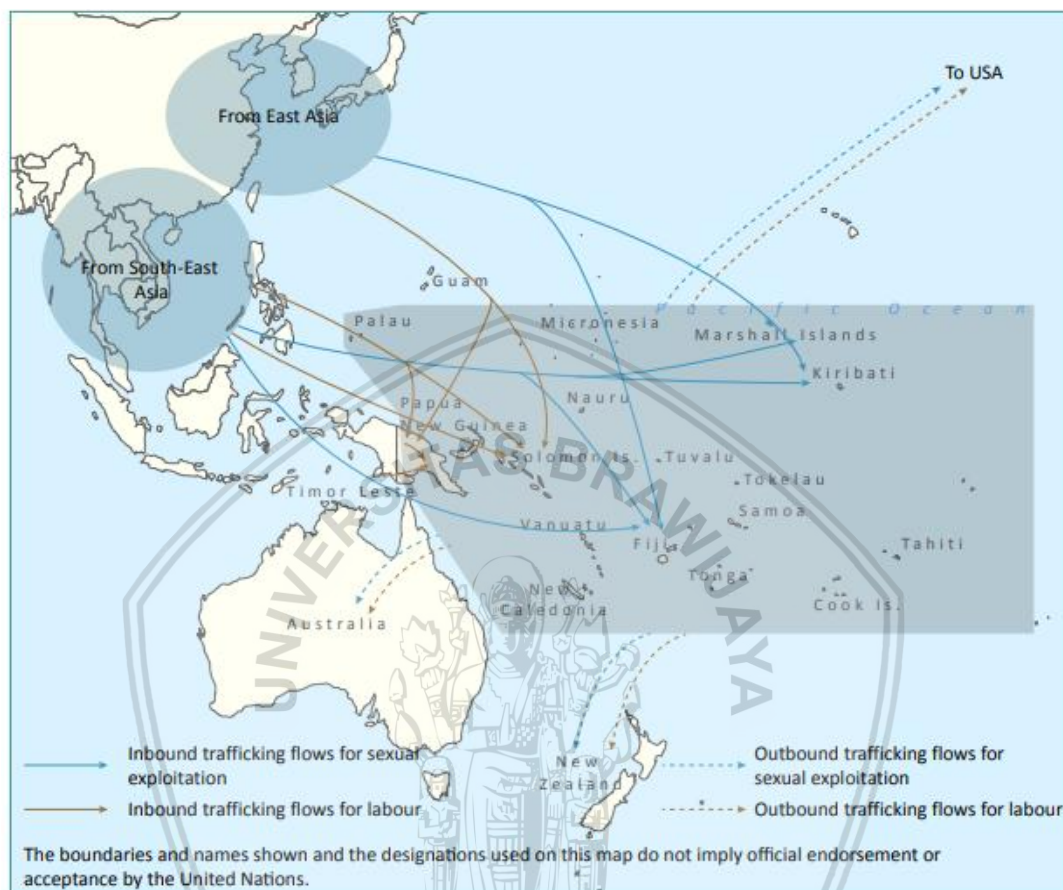 To USA
From East Asia
From South-East
Asia
Guam
Pacific Ocean
Palau
Micronesia
Marshall Islands
Kiribati
Nauru
Papua
New Guinea
Solomon Is.
Tuvalu
Tokelau
Timor Leste
Samoa
Vanuatu
Fiji
Tahiti
Tonga
New
Caledonia
Cook Is.
Australia
UNIVERSITAS BRAWIJAYA
New
Zealand
Inbound trafficking flows for sexual
exploitation
Inbound trafficking flows for labour
Outbound trafficking flows for
sexual exploitation
Outbound trafficking flows for labour
The boundaries and names shown and the designations used on this map do not imply official endorsement or
acceptance by the United Nations.